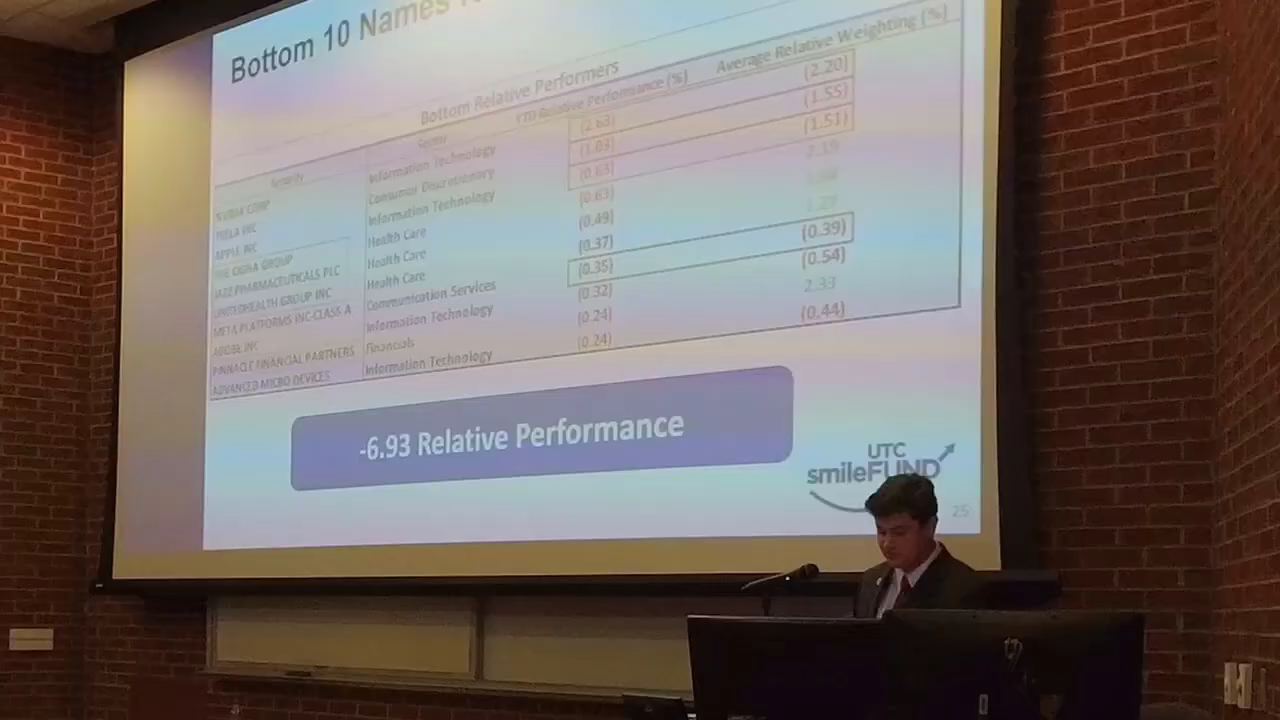 Bottom 10 Names
Bottom Relative Performers
Security Sector YTD Relative Performance (%) Average Relative Weighting (%)
NVIDIA CORP Information Technology (2.63) (2.20)
TESLA INC Consumer Discretionary (1.03) (1.55)
APPLE INC Information Technology (0.63) (1.51)
THE CIGNA GROUP Health Care (0.63) 2.19
JAZZ PHARMACEUTICALS PLC Health Care (0.49)
UNITEDHEALTH GROUP INC Health Care (0.37)
META PLATFORMS INC-CLASS A Communication Services (0.35) (0.39)
ADOBE INC Information Technology (0.32) (0.54)
PINNACLE FINANCIAL PARTNERS Financials (0.24) 2.33
ADVANCED MICRO DEVICES Information Technology (0.24) (0.44)
-6.93 Relative Performance
UTC
smileFUND
25